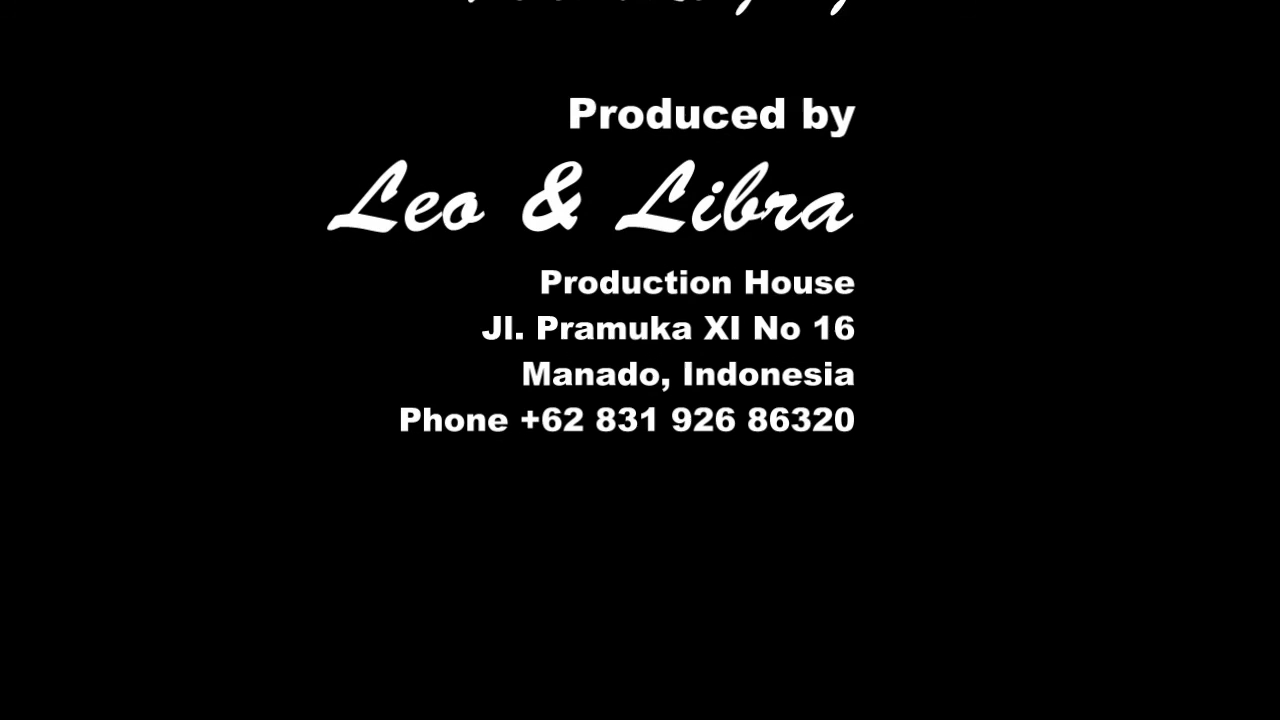 Produced by
Leo & Libra
Production House
Jl. Pramuka XI No 16
Manado, Indonesia
Phone +62 831 926 86320